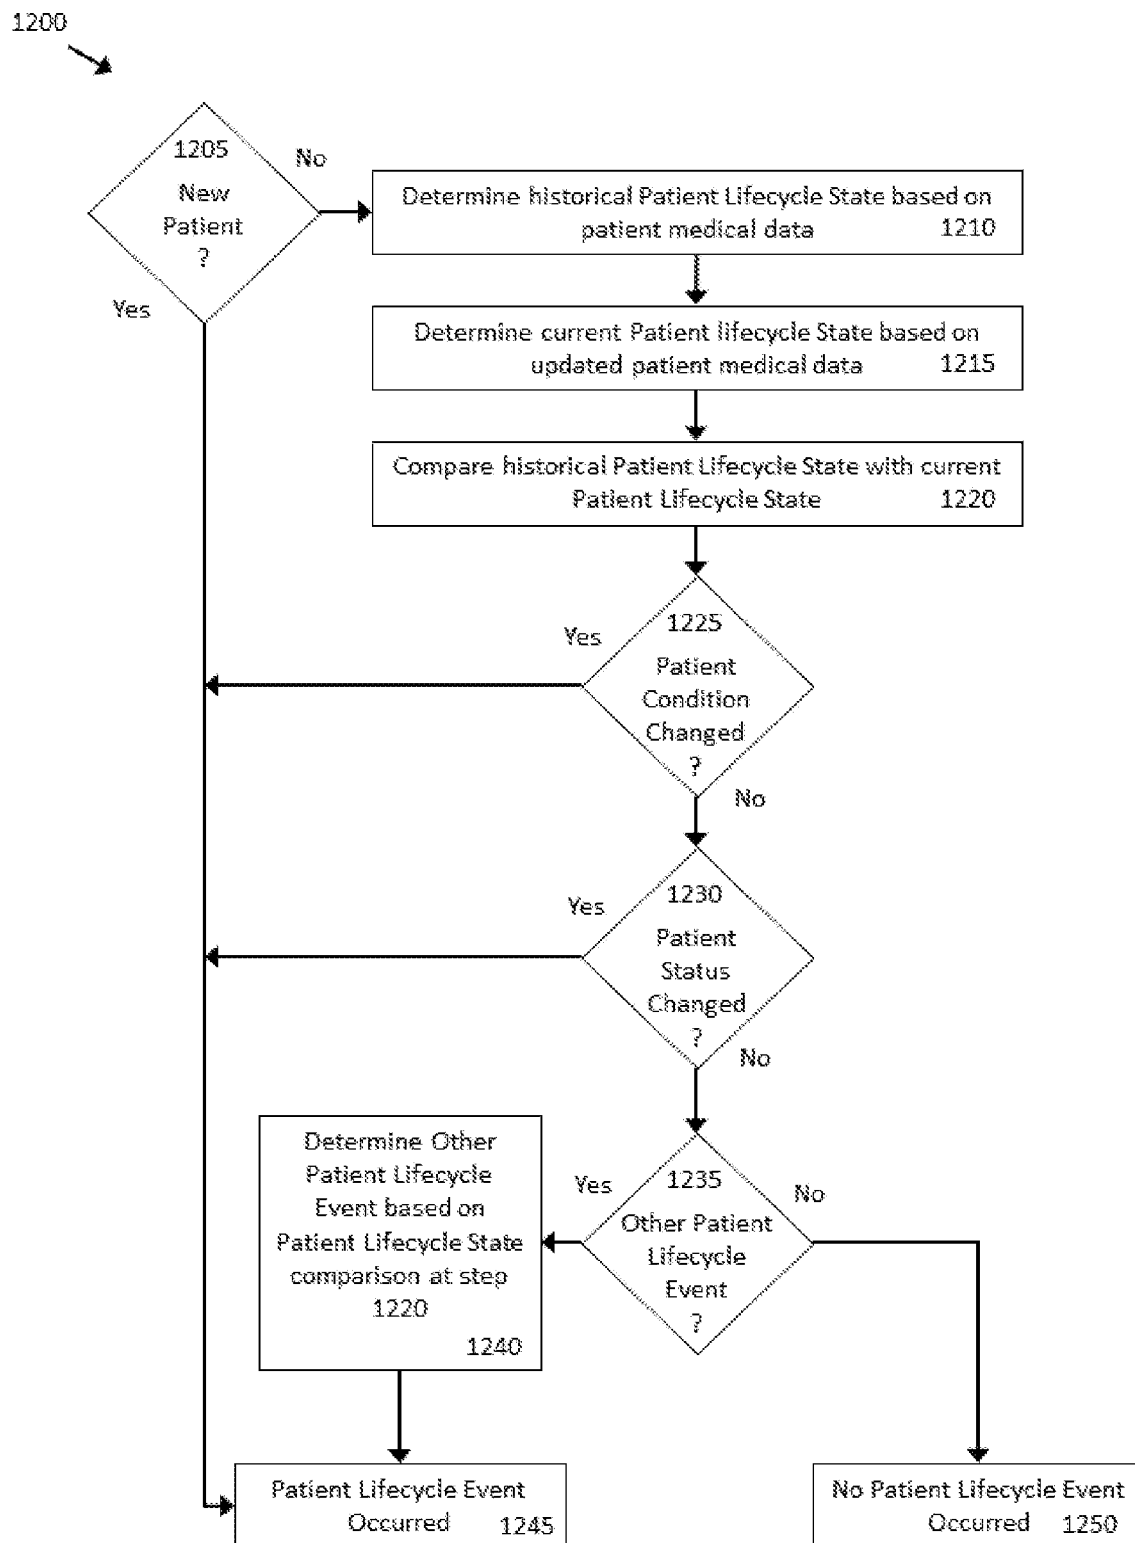 1200
1205
New
Patient
?
No
Yes
Determine historical Patient Lifecycle State based on
patient medical data 1210
Determine current Patient lifecycle State based on
updated patient medical data 1215
Compare historical Patient Lifecycle State with current
Patient Lifecycle State 1220
Yes
1225
Patient
Condition
Changed
?
No
Yes
1230
Patient
Status
Changed
?
No
Determine Other
Patient Lifecycle
Event based on
Patient Lifecycle State
comparison at step
1220
1240
Yes
1235
Other Patient
Lifecycle
Event
?
No
Patient Lifecycle Event
Occurred 1245
No Patient Lifecycle Event
Occurred 1250